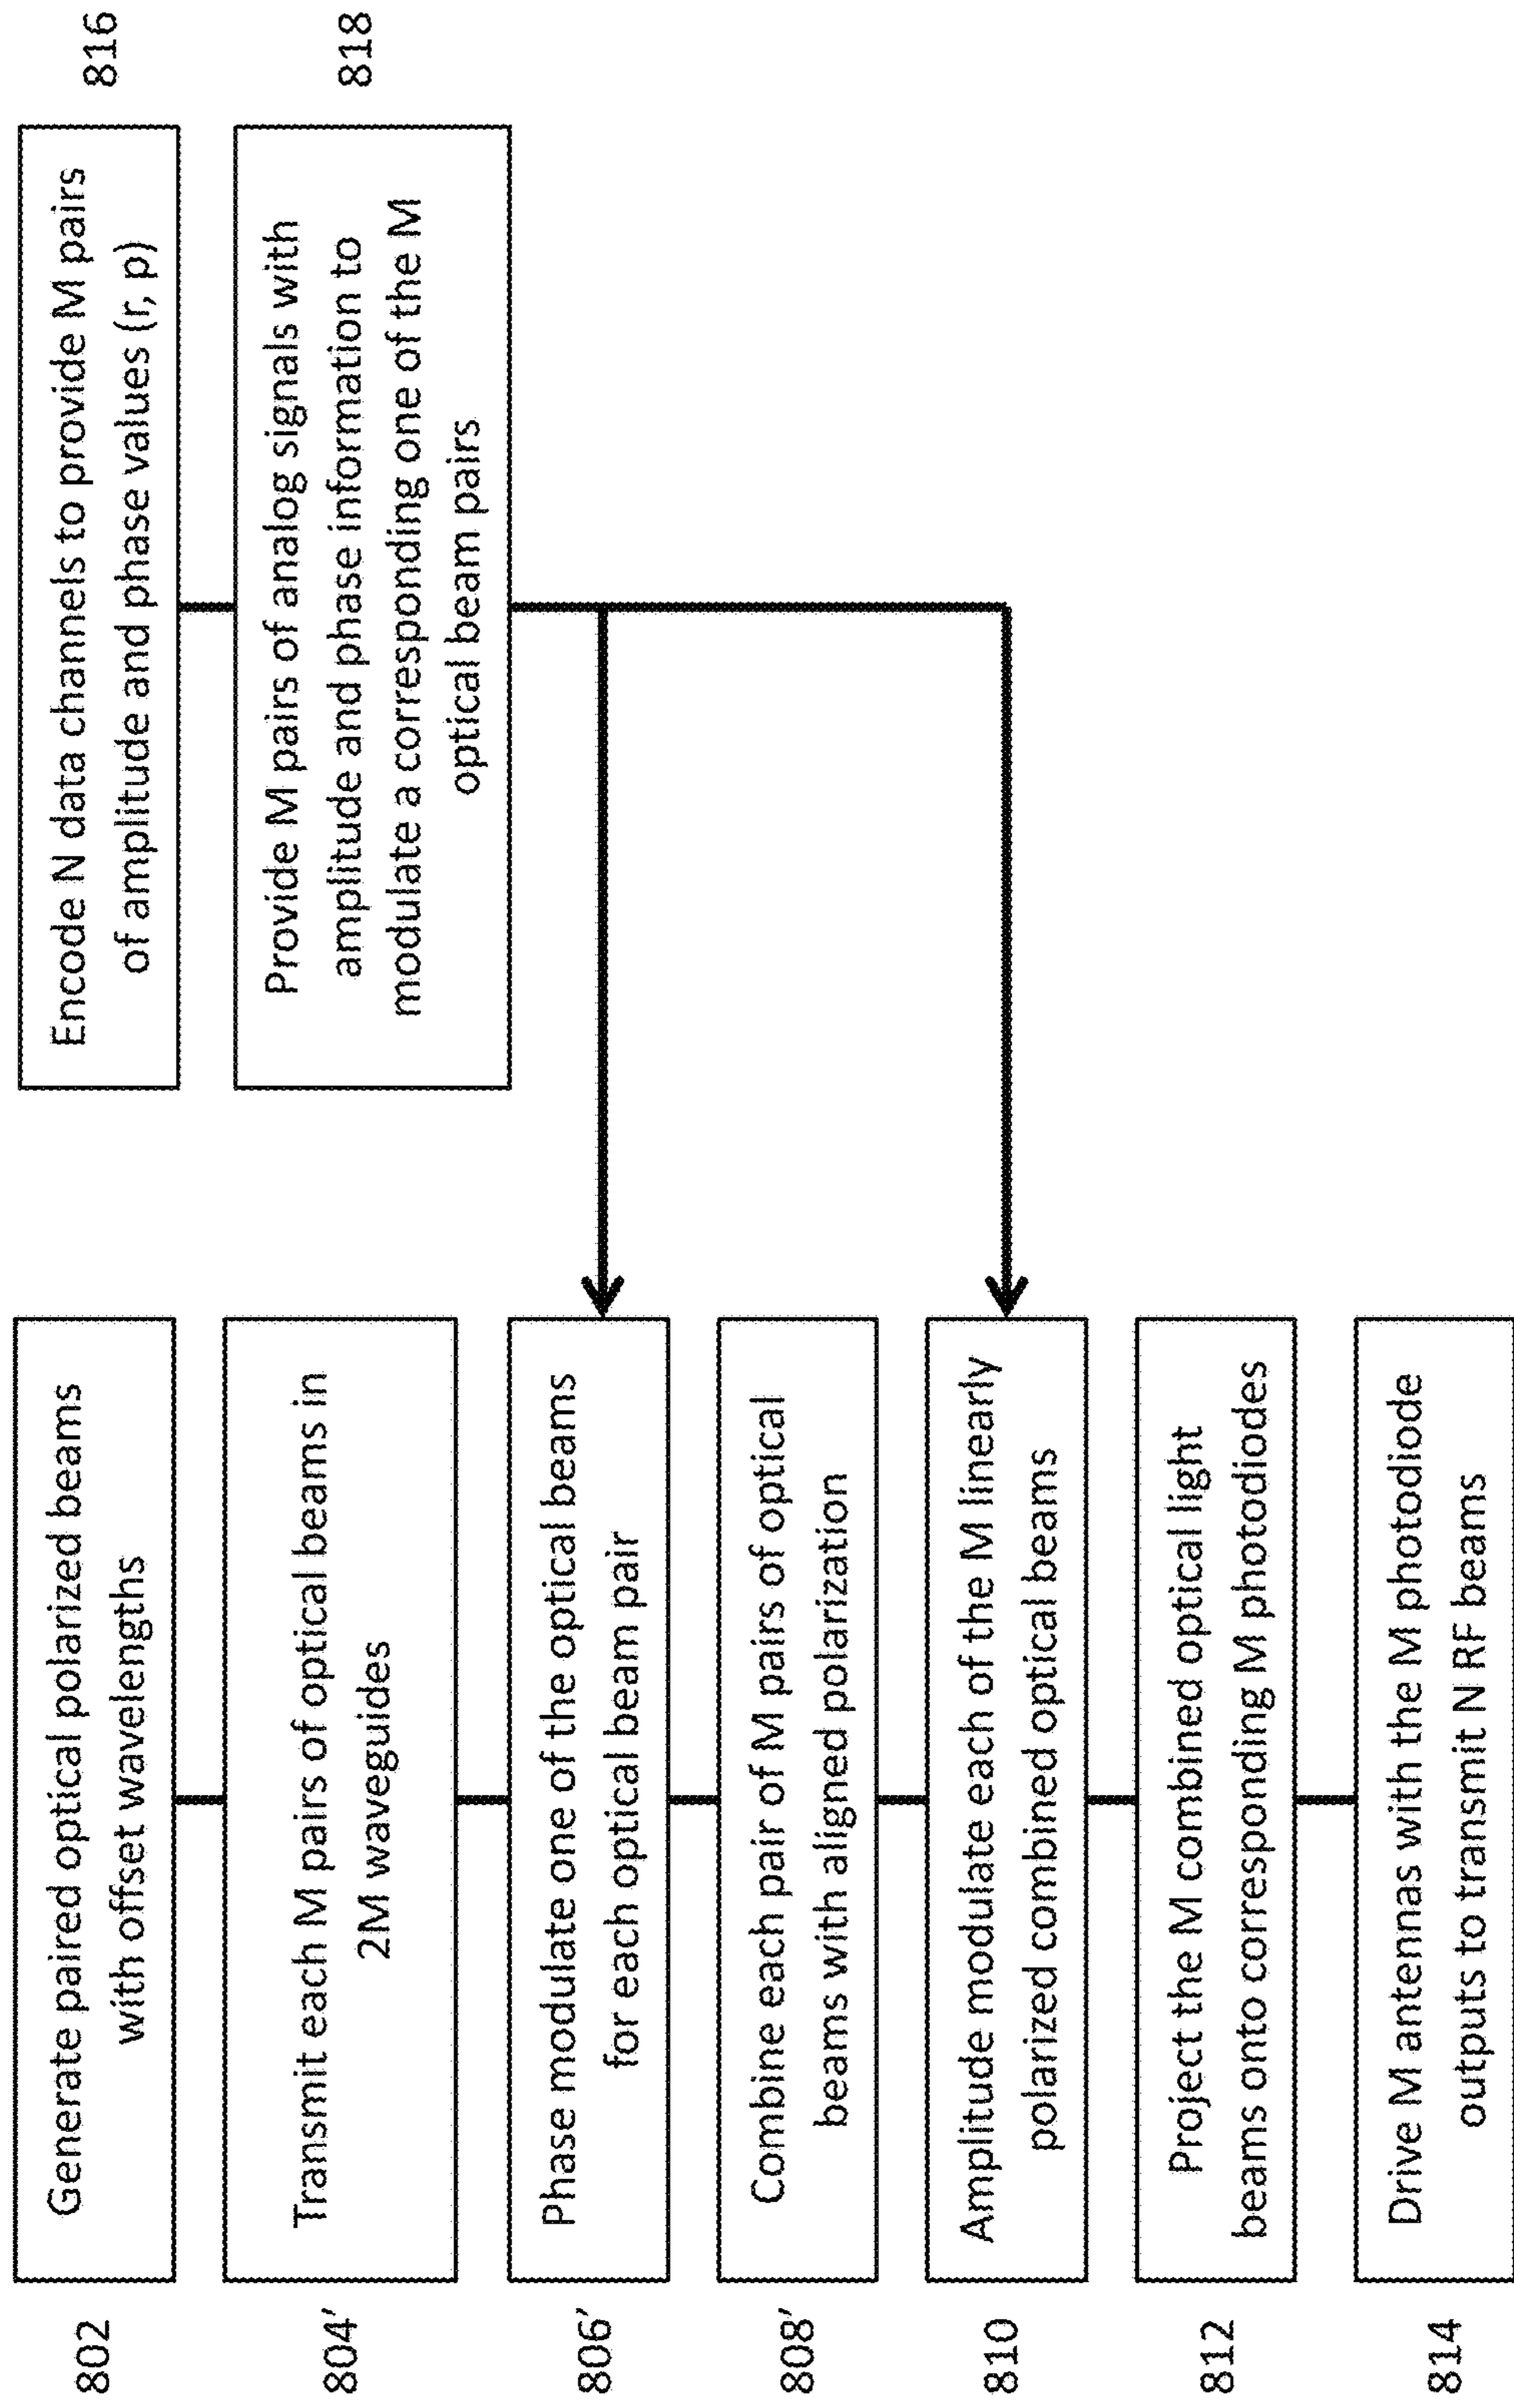 802
Generate paired optical polarized beams
with offset wavelengths
804′
Transmit each M pairs of optical beams in
2M waveguides
806′
Phase modulate one of the optical beams
for each optical beam pair
808′
Combine each pair of M pairs of optical
beams with aligned polarization
810
Amplitude modulate each of the M linearly
polarized combined optical beams
812
Project the M combined optical light
beams onto corresponding M photodiodes
814
Drive M antennas with the M photodiode
outputs to transmit N RF beams
Encode N data channels to provide M pairs
of amplitude and phase values (r, p)
816
Provide M pairs of analog signals with
amplitude and phase information to
modulate a corresponding one of the M
optical beam pairs
818